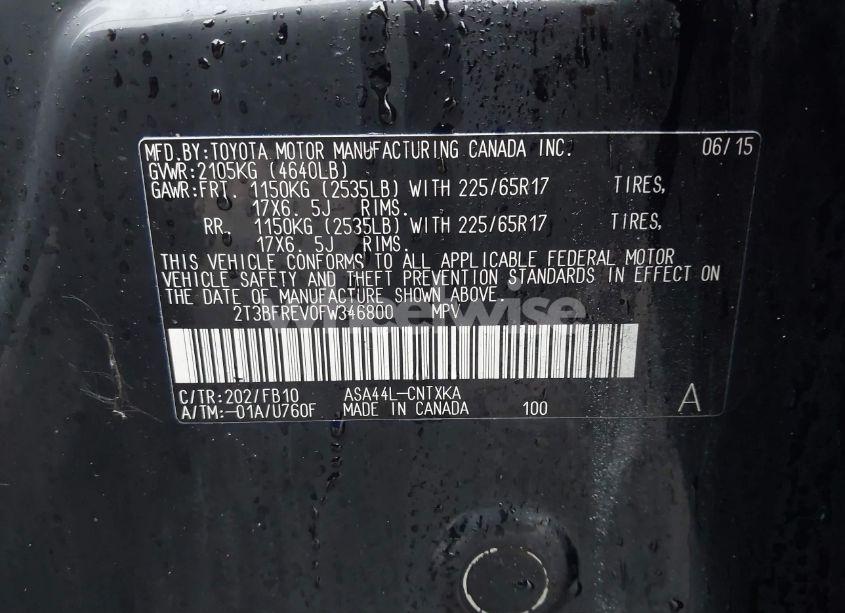 MFD.BY:TOYOTA MOTOR MANUFACTURING CANADA INC. 06/15
GVWR:2105KG (4640LB)
GAWR:FRT. 1150KG (2535LB) WITH 225/65R17 TIRES,
17X6. 5J RIMS.
RR. 1150KG (2535LB) WITH 225/65R17 TIRES,
17X6. 5J RIMS.
THIS VEHICLE CONFORMS TO ALL APPLICABLE FEDERAL MOTOR
VEHICLE SAFETY AND THEFT PREVENTION STANDARDS IN EFFECT ON
THE DATE OF MANUFACTURE SHOWN ABOVE.
2T3BFREV0FW346800 MPV
wheelwise
C/TR:202/FB10 ASA44L-CNTXKA
A/TM:-01A/U760F MADE IN CANADA 100 A